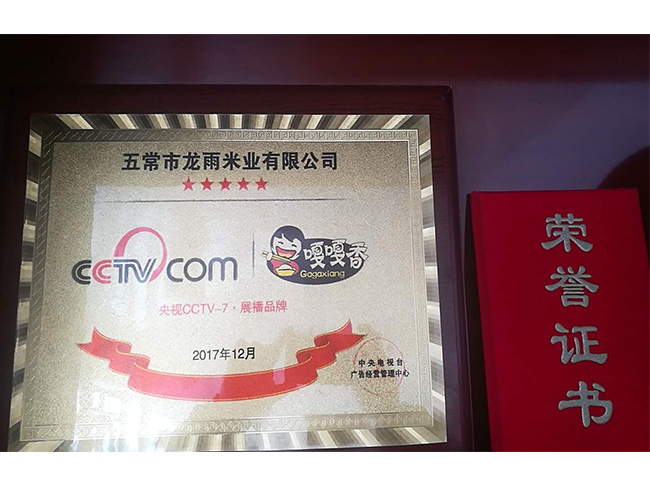 五常市龙雨米业有限公司
CCTV.com
嘎嘎香
Gagaxiang
央视CCTV-7·展播品牌
2017年12月
中央电视台
广告经营管理中心
荣誉证书